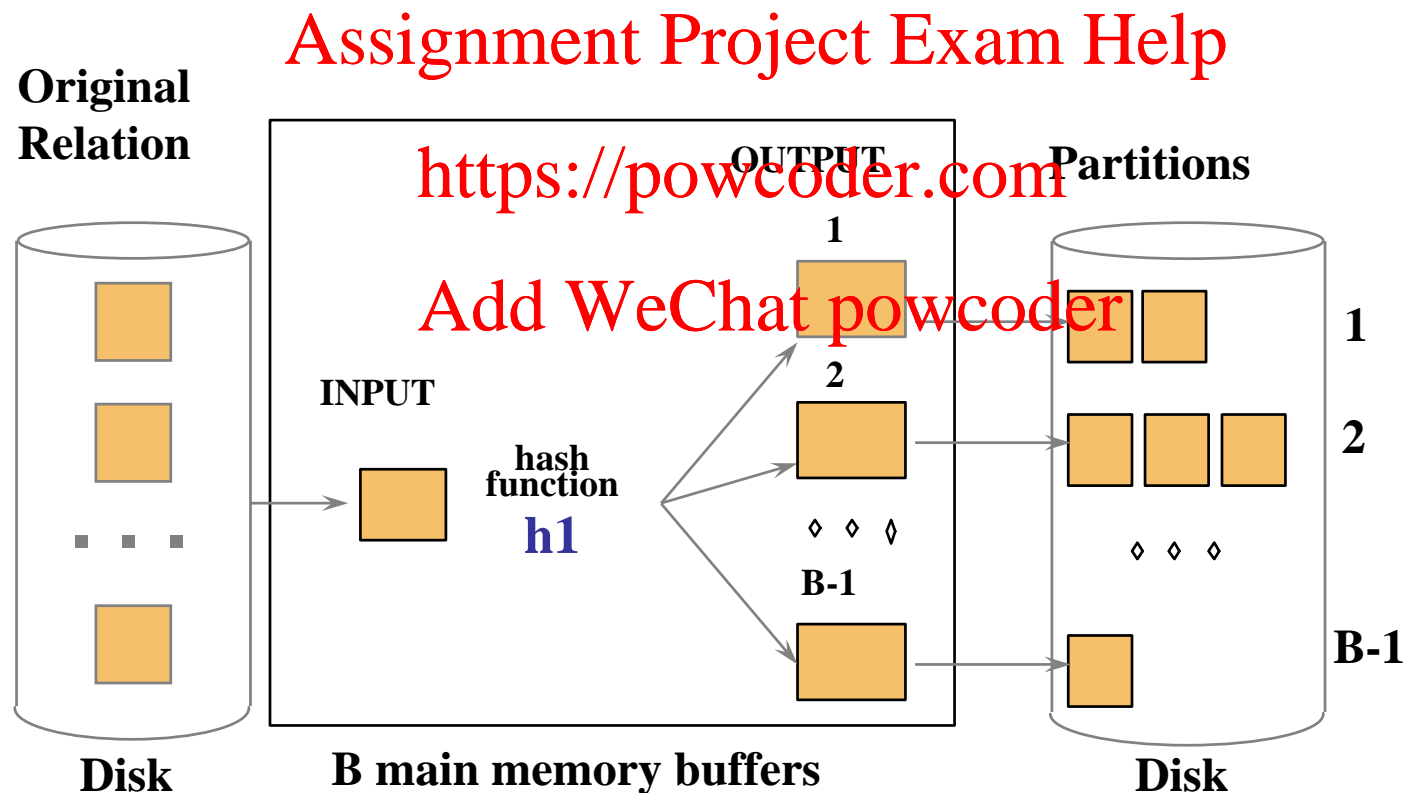 Assignment Project Exam Help
Original
Relation
https://powcoder.com
OUTPUT
Partitions
1
Add WeChat powcoder
1
2
INPUT
2
hash
function
h1
B-1
B-1
Disk
B main memory buffers
Disk